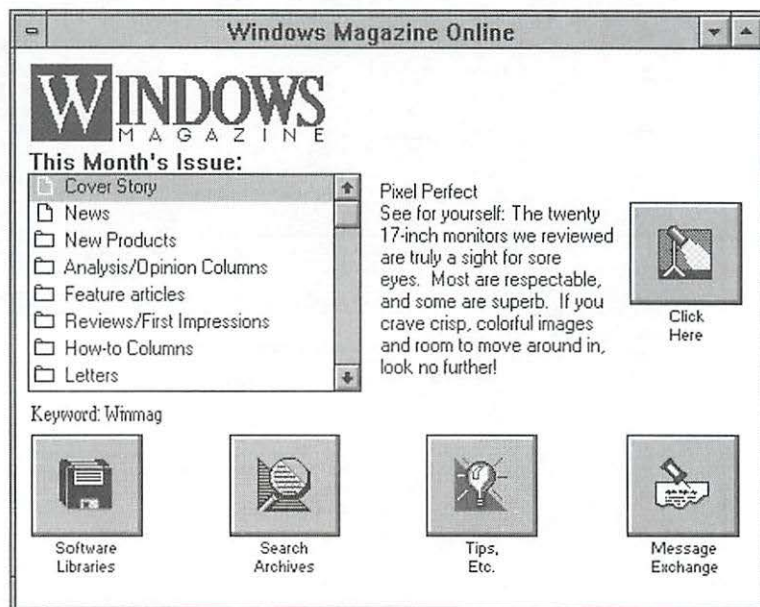 Windows Magazine Online
WINDOWS
MAGAZINE
This Month's Issue:
Cover Story
News
New Products
Analysis/Opinion Columns
Feature articles
Reviews/First Impressions
How-to Columns
Letters
Pixel Perfect
See for yourself: The twenty
17-inch monitors we reviewed
are truly a sight for sore
eyes. Most are respectable,
and some are superb. If you
crave crisp, colorful images
and room to move around in,
look no further!
Click
Here
Keyword: Winmag
Software
Libraries
Search
Archives
Tips,
Etc.
Message
Exchange